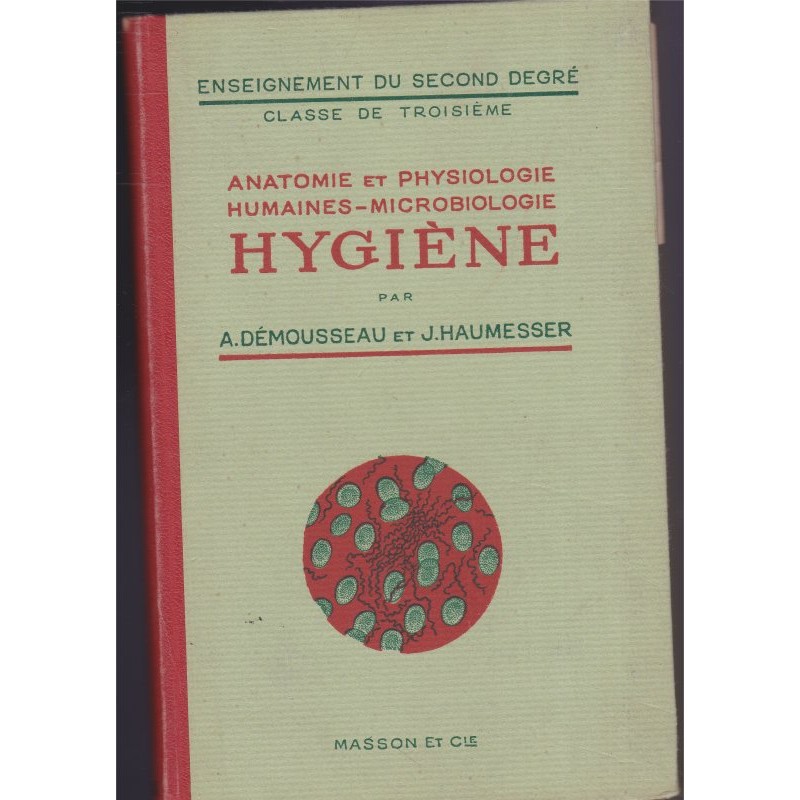 ENSEIGNEMENT DU SECOND DEGRÉ
CLASSE DE TROISIÈME
ANATOMIE ET PHYSIOLOGIE
HUMAINES-MICROBIOLOGIE
HYGIÈNE
PAR
A.DÉMOUSSEAU ET J.HAUMESSER
MASSON ET CIE